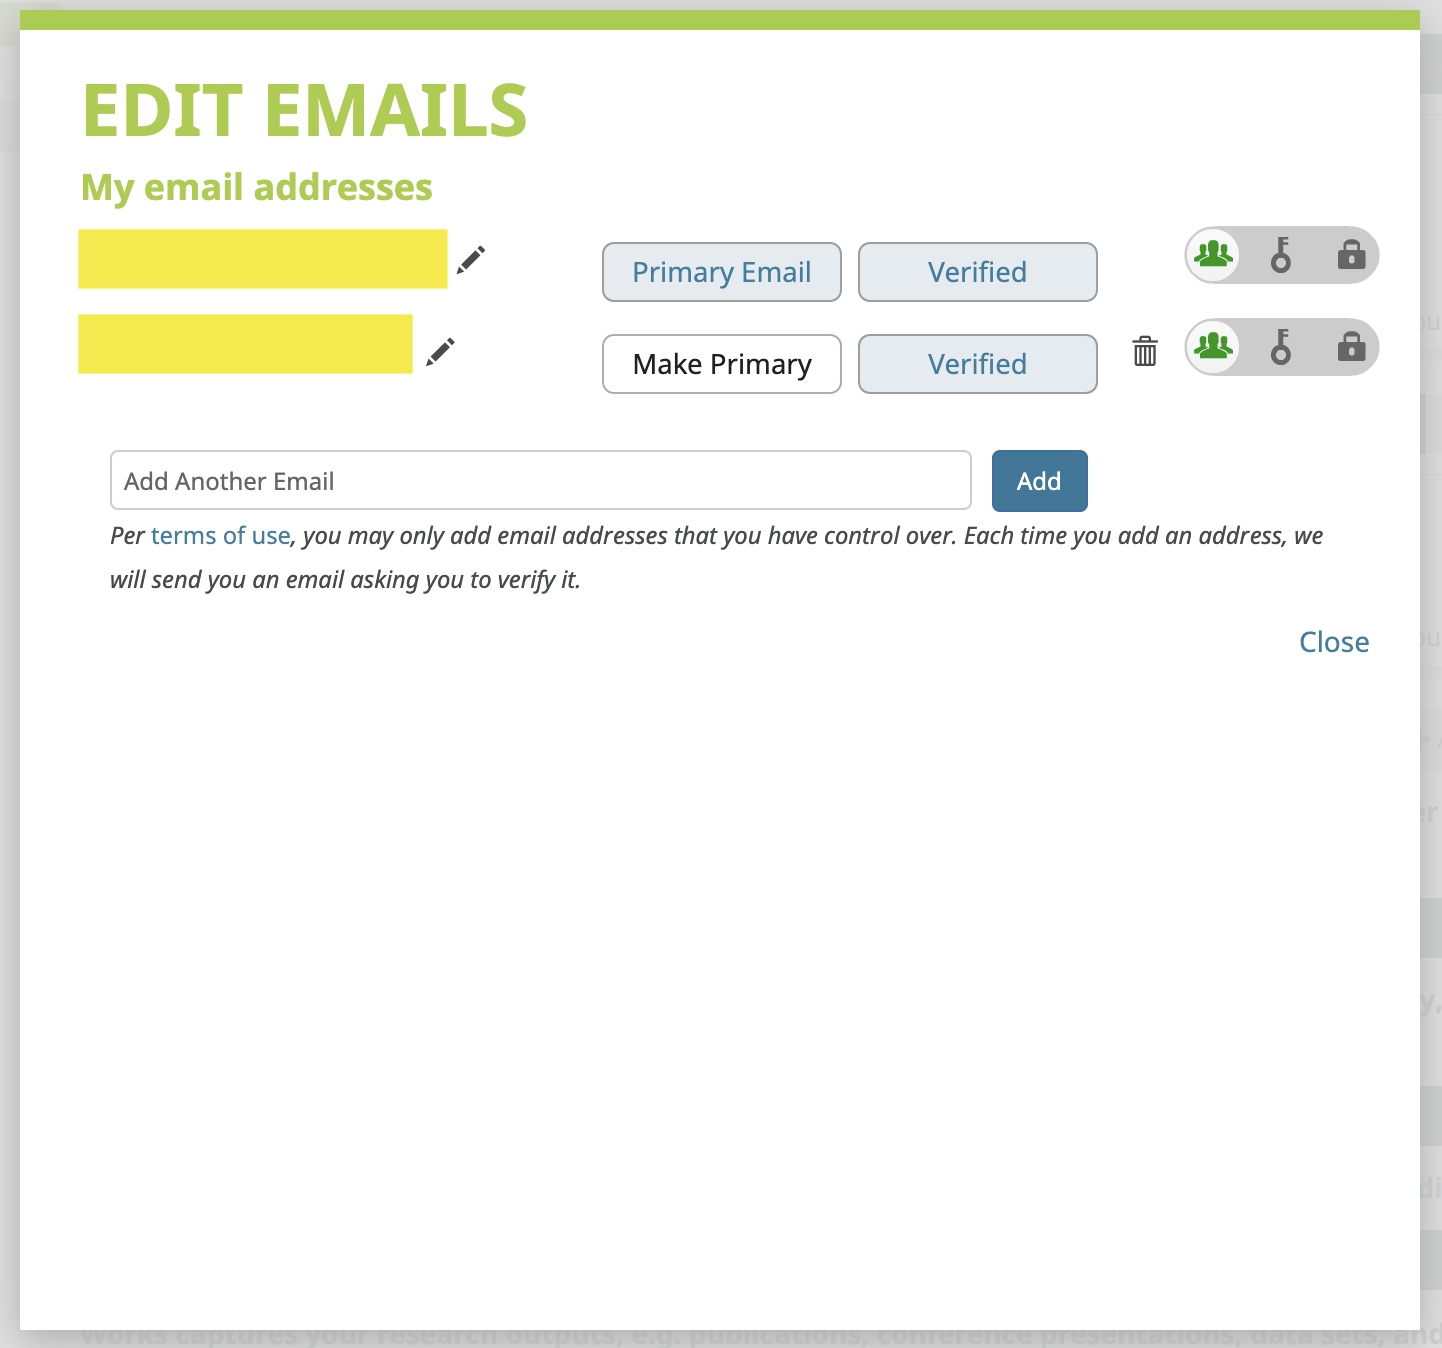 EDIT EMAILS
My email addresses
Primary Email
Verified
Make Primary
Verified
Add Another Email
Add
Per terms of use, you may only add email addresses that you have control over. Each time you add an address, we
will send you an email asking you to verify it.
Close
Works captures your research outputs, e.g. publications, conference presentations, data sets, and